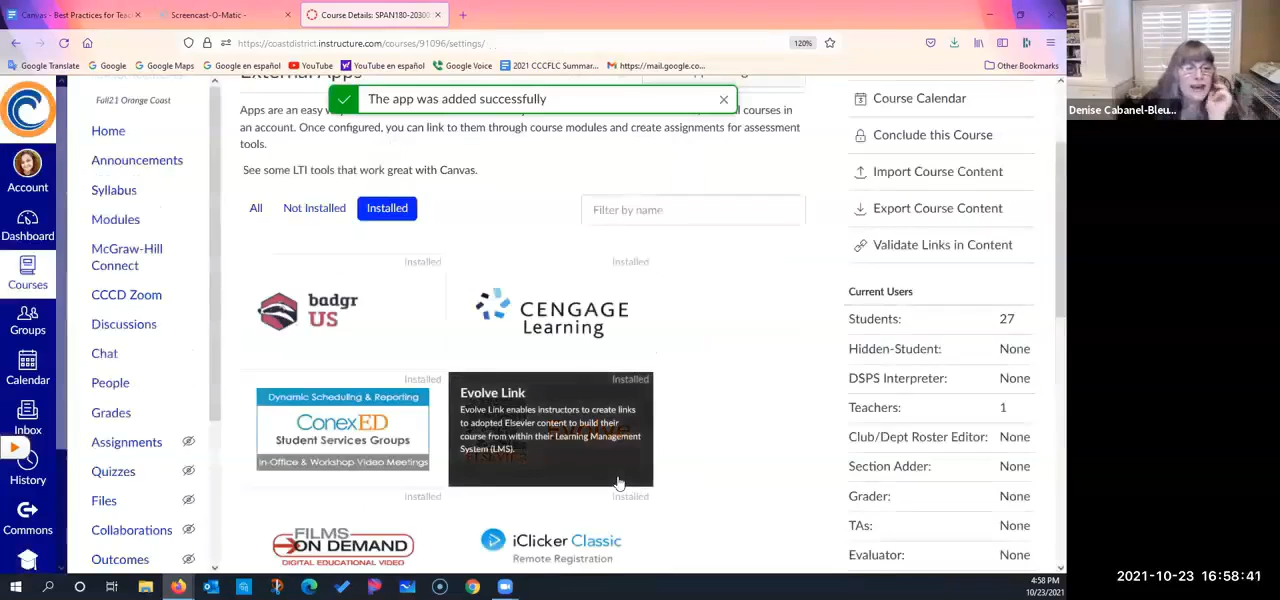 Canvas - Best Practices for Teac
Screencast-O-Matic -
Course Details: SPAN180-20300
https://coastdistrict.instructure.com/courses/91096/settings/
120%
Google Translate
Google
Google Maps
Google en español
YouTube
YouTube en español
Google Voice
2021 CCCFLC Summar...
https://mail.google.co...
Other Bookmarks
Denise Cabanel-Bleu...
Account
Dashboard
Courses
Groups
Calendar
Inbox
History
Commons
Fall21 Orange Coast
Home
Announcements
Syllabus
Modules
McGraw-Hill
Connect
CCCD Zoom
Discussions
Chat
People
Grades
Assignments
Quizzes
Files
Collaborations
Outcomes
External Apps
The app was added successfully
Apps are an easy
courses in
an account. Once configured, you can link to them through course modules and create assignments for assessment
tools.
See some LTI tools that work great with Canvas.
All
Not Installed
Installed
Filter by name
Installed
Installed
badgr
US
CENGAGE
Learning
Installed
Installed
Dynamic Scheduling & Reporting
ConexED
Student Services Groups
In-Office & Workshop Video Meetings
Evolve Link
Evolve Link enables instructors to create links
to adopted Elsevier content to build their
course from within their Learning Management
System (LMS).
Installed
Installed
FILMS
ON DEMAND
DIGITAL EDUCATIONAL VIDEO
iClicker Classic
Remote Registration
Course Calendar
Conclude this Course
Import Course Content
Export Course Content
Validate Links in Content
Current Users
Students: 27
Hidden-Student: None
DSPS Interpreter: None
Teachers: 1
Club/Dept Roster Editor: None
Section Adder: None
Grader: None
TAs: None
Evaluator: None
4:58 PM
10/23/2021
2021-10-23 16:58:41